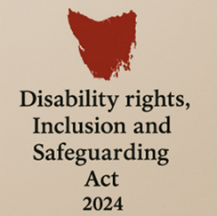 Disability rights,
Inclusion and
Safeguarding
Act
2024